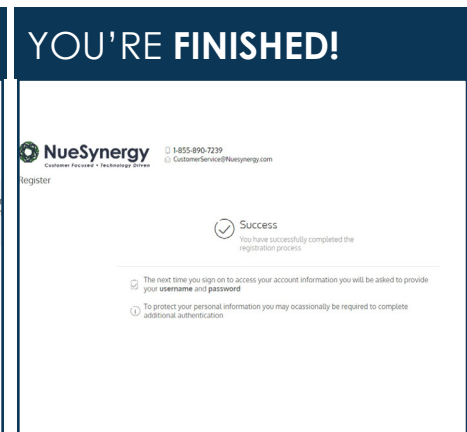 YOU'RE FINISHED!
NueSynergy
Customer Focused • Technology Driven
1-855-890-7239
CustomerService@Nuesynergy.com
Register
Success
You have successfully completed the
registration process
The next time you sign on to access your account information you will be asked to provide
your username and password
To protect your personal information you may ocassionally be required to complete
additional authentication